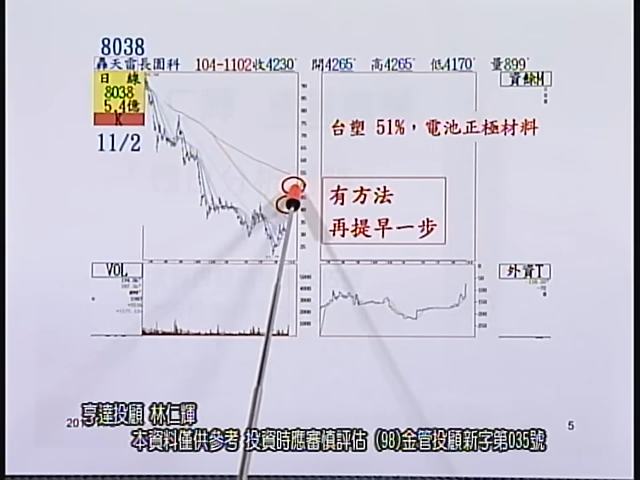 8038
轟天雷長園科 104-1102收4230 開4265 高4265 低4170 量899
資餘H
日 線
8038
5.4億
K
11/2
台塑 51%，電池正極材料
有方法
再提早一步
VOL
外資T
亨達投顧 林仁輝
本資料僅供參考 投資時應審慎評估 (98)金管投顧新字第035號
5